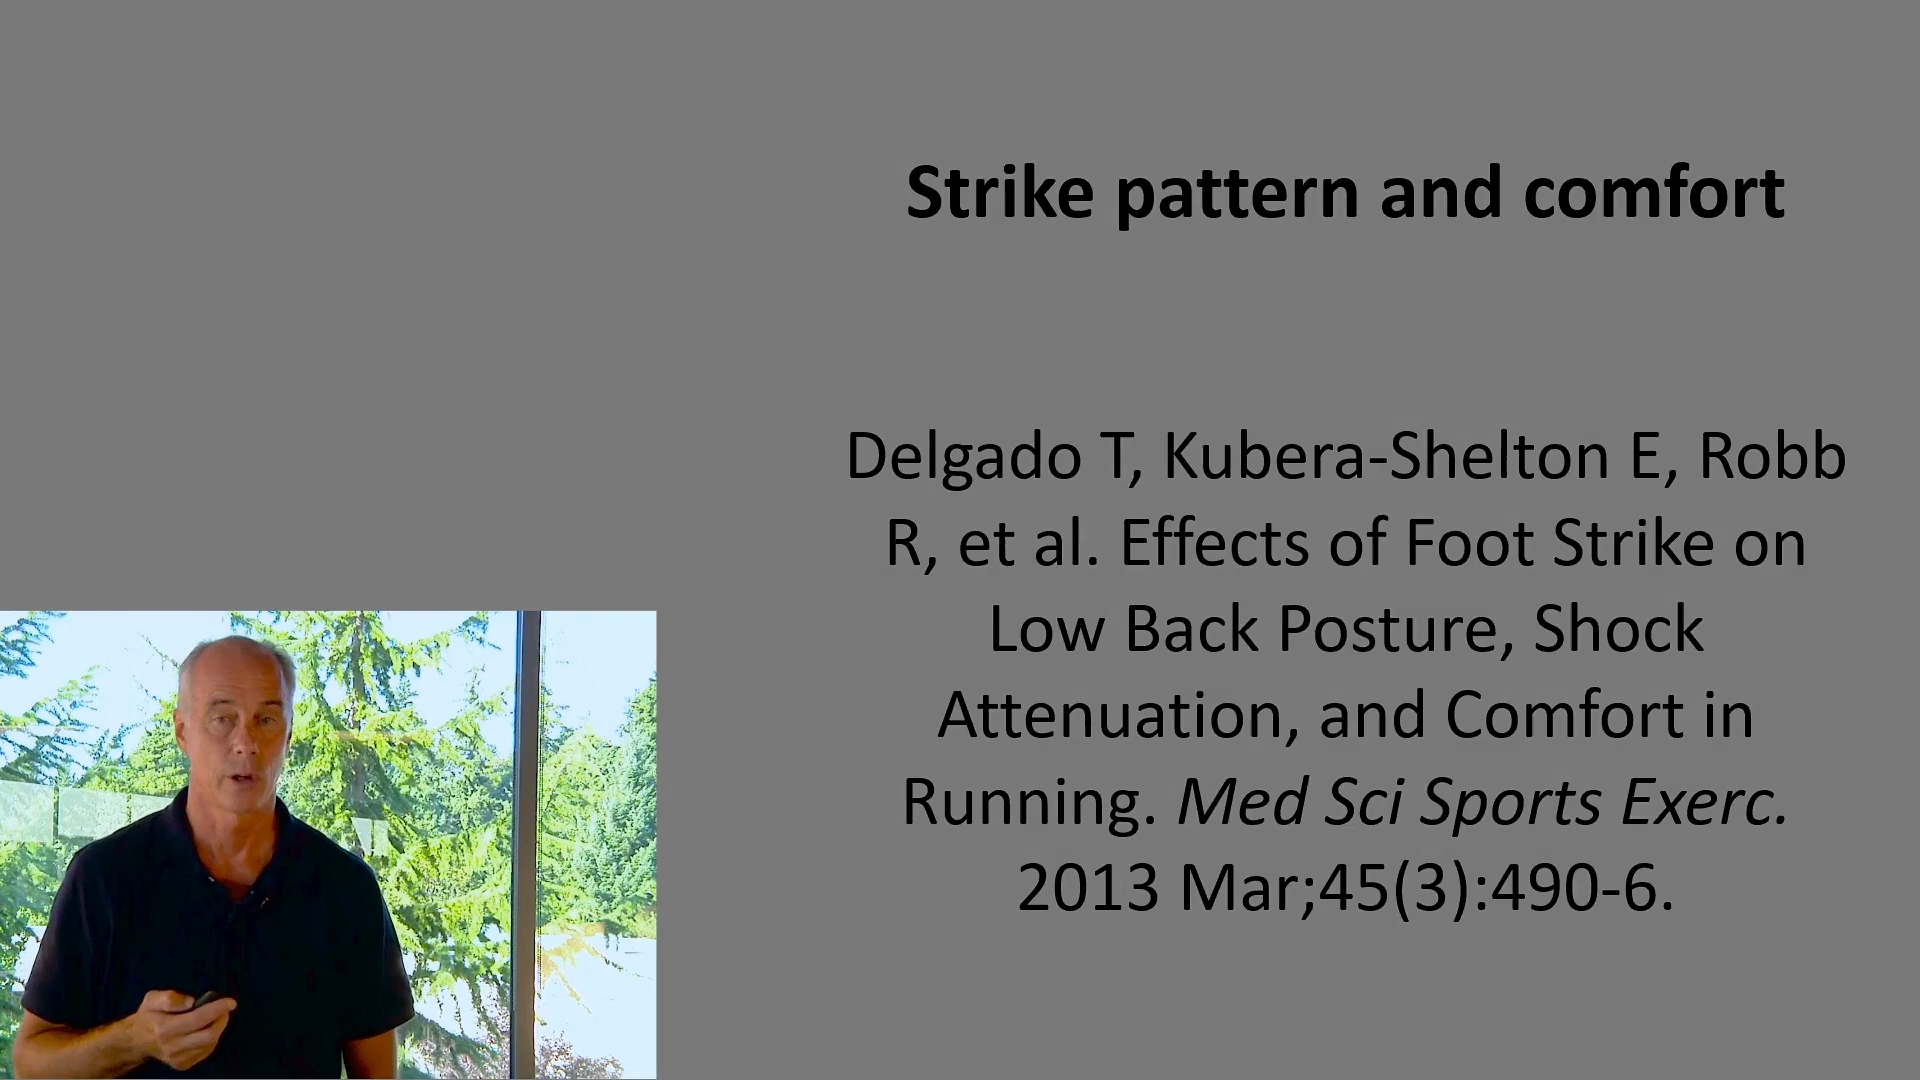 Strike pattern and comfort
Delgado T, Kubera-Shelton E, Robb
R, et al. Effects of Foot Strike on
Low Back Posture, Shock
Attenuation, and Comfort in
Running. Med Sci Sports Exerc.
2013 Mar;45(3):490-6.